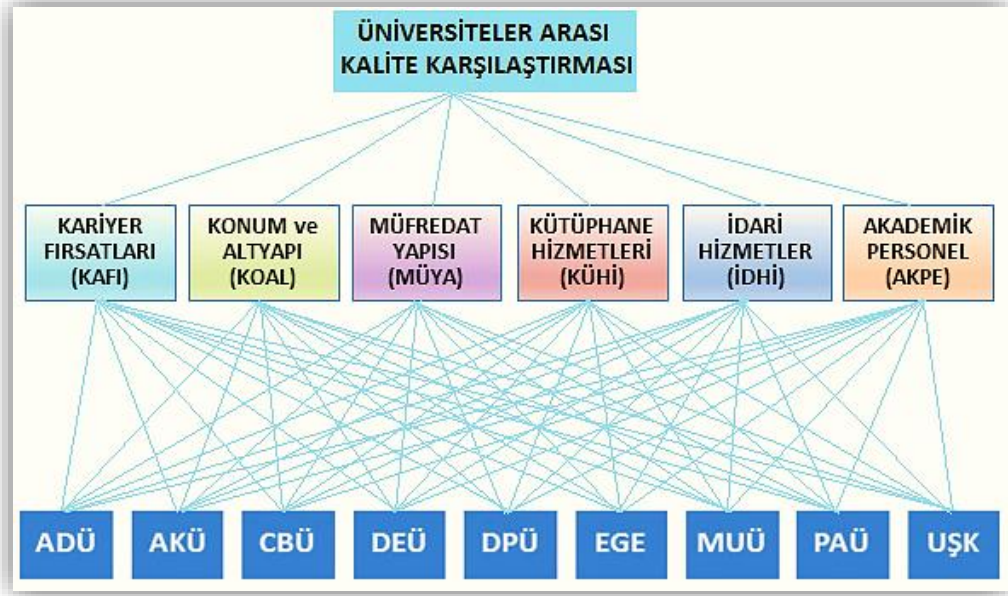 ÜNİVERSİTELER ARASI
KALİTE KARŞILAŞTIRMASI
KARİYER
FIRSATLARI
(KAFI)
KONUM ve
ALTYAPI
(KOAL)
MÜFREDAT
YAPISI
(MÜYA)
KÜTÜPHANE
HİZMETLERİ
(KÜHİ)
İDARİ
HİZMETLER
(İDHİ)
AKADEMİK
PERSONEL
(AKPE)
ADÜ
AKÜ
CBÜ
DEÜ
DPÜ
EGE
MUÜ
PAÜ
UŞK